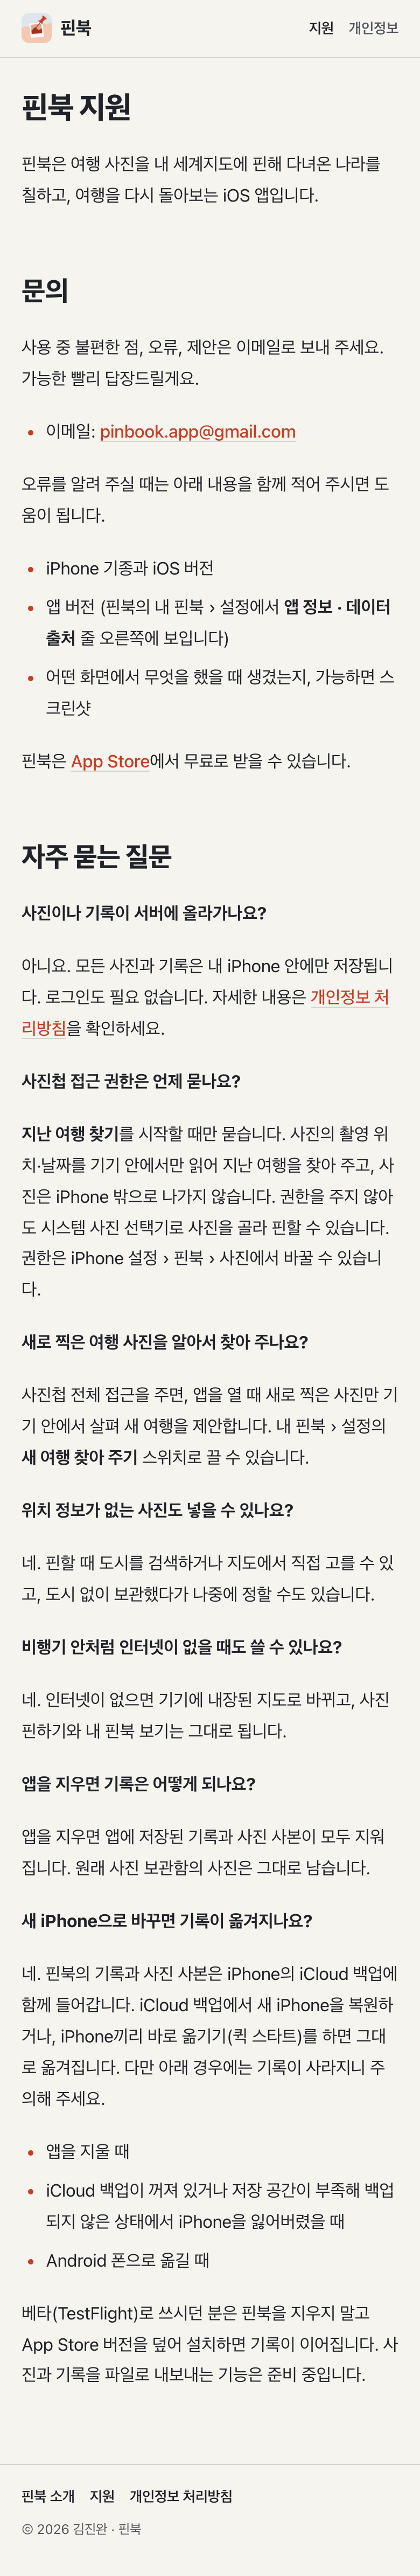 핀북
지원 개인정보
핀북 지원
핀북은 여행 사진을 내 세계지도에 핀해 다녀온 나라를
칠하고, 여행을 다시 돌아보는 iOS 앱입니다.
문의
사용 중 불편한 점, 오류, 제안은 이메일로 보내 주세요.
가능한 빨리 답장드릴게요.
• 이메일: pinbook.app@gmail.com
오류를 알려 주실 때는 아래 내용을 함께 적어 주시면 도
움이 됩니다.
• iPhone 기종과 iOS 버전
• 앱 버전 (핀북의 내 핀북 › 설정에서 앱 정보 · 데이터
출처 줄 오른쪽에 보입니다)
• 어떤 화면에서 무엇을 했을 때 생겼는지, 가능하면 스
크린샷
핀북은 App Store에서 무료로 받을 수 있습니다.
자주 묻는 질문
사진이나 기록이 서버에 올라가나요?
아니요. 모든 사진과 기록은 내 iPhone 안에만 저장됩니
다. 로그인도 필요 없습니다. 자세한 내용은 개인정보 처
리방침을 확인하세요.
사진첩 접근 권한은 언제 묻나요?
지난 여행 찾기를 시작할 때만 묻습니다. 사진의 촬영 위
치·날짜를 기기 안에서만 읽어 지난 여행을 찾아 주고, 사
진은 iPhone 밖으로 나가지 않습니다. 권한을 주지 않아
도 시스템 사진 선택기로 사진을 골라 핀할 수 있습니다.
권한은 iPhone 설정 › 핀북 › 사진에서 바꿀 수 있습니
다.
새로 찍은 여행 사진을 알아서 찾아 주나요?
사진첩 전체 접근을 주면, 앱을 열 때 새로 찍은 사진만 기
기 안에서 살펴 새 여행을 제안합니다. 내 핀북 › 설정의
새 여행 찾아 주기 스위치로 끌 수 있습니다.
위치 정보가 없는 사진도 넣을 수 있나요?
네. 핀할 때 도시를 검색하거나 지도에서 직접 고를 수 있
고, 도시 없이 보관했다가 나중에 정할 수도 있습니다.
비행기 안처럼 인터넷이 없을 때도 쓸 수 있나요?
네. 인터넷이 없으면 기기에 내장된 지도로 바뀌고, 사진
핀하기와 내 핀북 보기는 그대로 됩니다.
앱을 지우면 기록은 어떻게 되나요?
앱을 지우면 앱에 저장된 기록과 사진 사본이 모두 지워
집니다. 원래 사진 보관함의 사진은 그대로 남습니다.
새 iPhone으로 바꾸면 기록이 옮겨지나요?
네. 핀북의 기록과 사진 사본은 iPhone의 iCloud 백업에
함께 들어갑니다. iCloud 백업에서 새 iPhone을 복원하
거나, iPhone끼리 바로 옮기기(퀵 스타트)를 하면 그대
로 옮겨집니다. 다만 아래 경우에는 기록이 사라지니 주
의해 주세요.
• 앱을 지울 때
• iCloud 백업이 꺼져 있거나 저장 공간이 부족해 백업
되지 않은 상태에서 iPhone을 잃어버렸을 때
• Android 폰으로 옮길 때
베타(TestFlight)로 쓰시던 분은 핀북을 지우지 말고
App Store 버전을 덮어 설치하면 기록이 이어집니다. 사
진과 기록을 파일로 내보내는 기능은 준비 중입니다.
핀북 소개 지원 개인정보 처리방침
© 2026 김진완 · 핀북